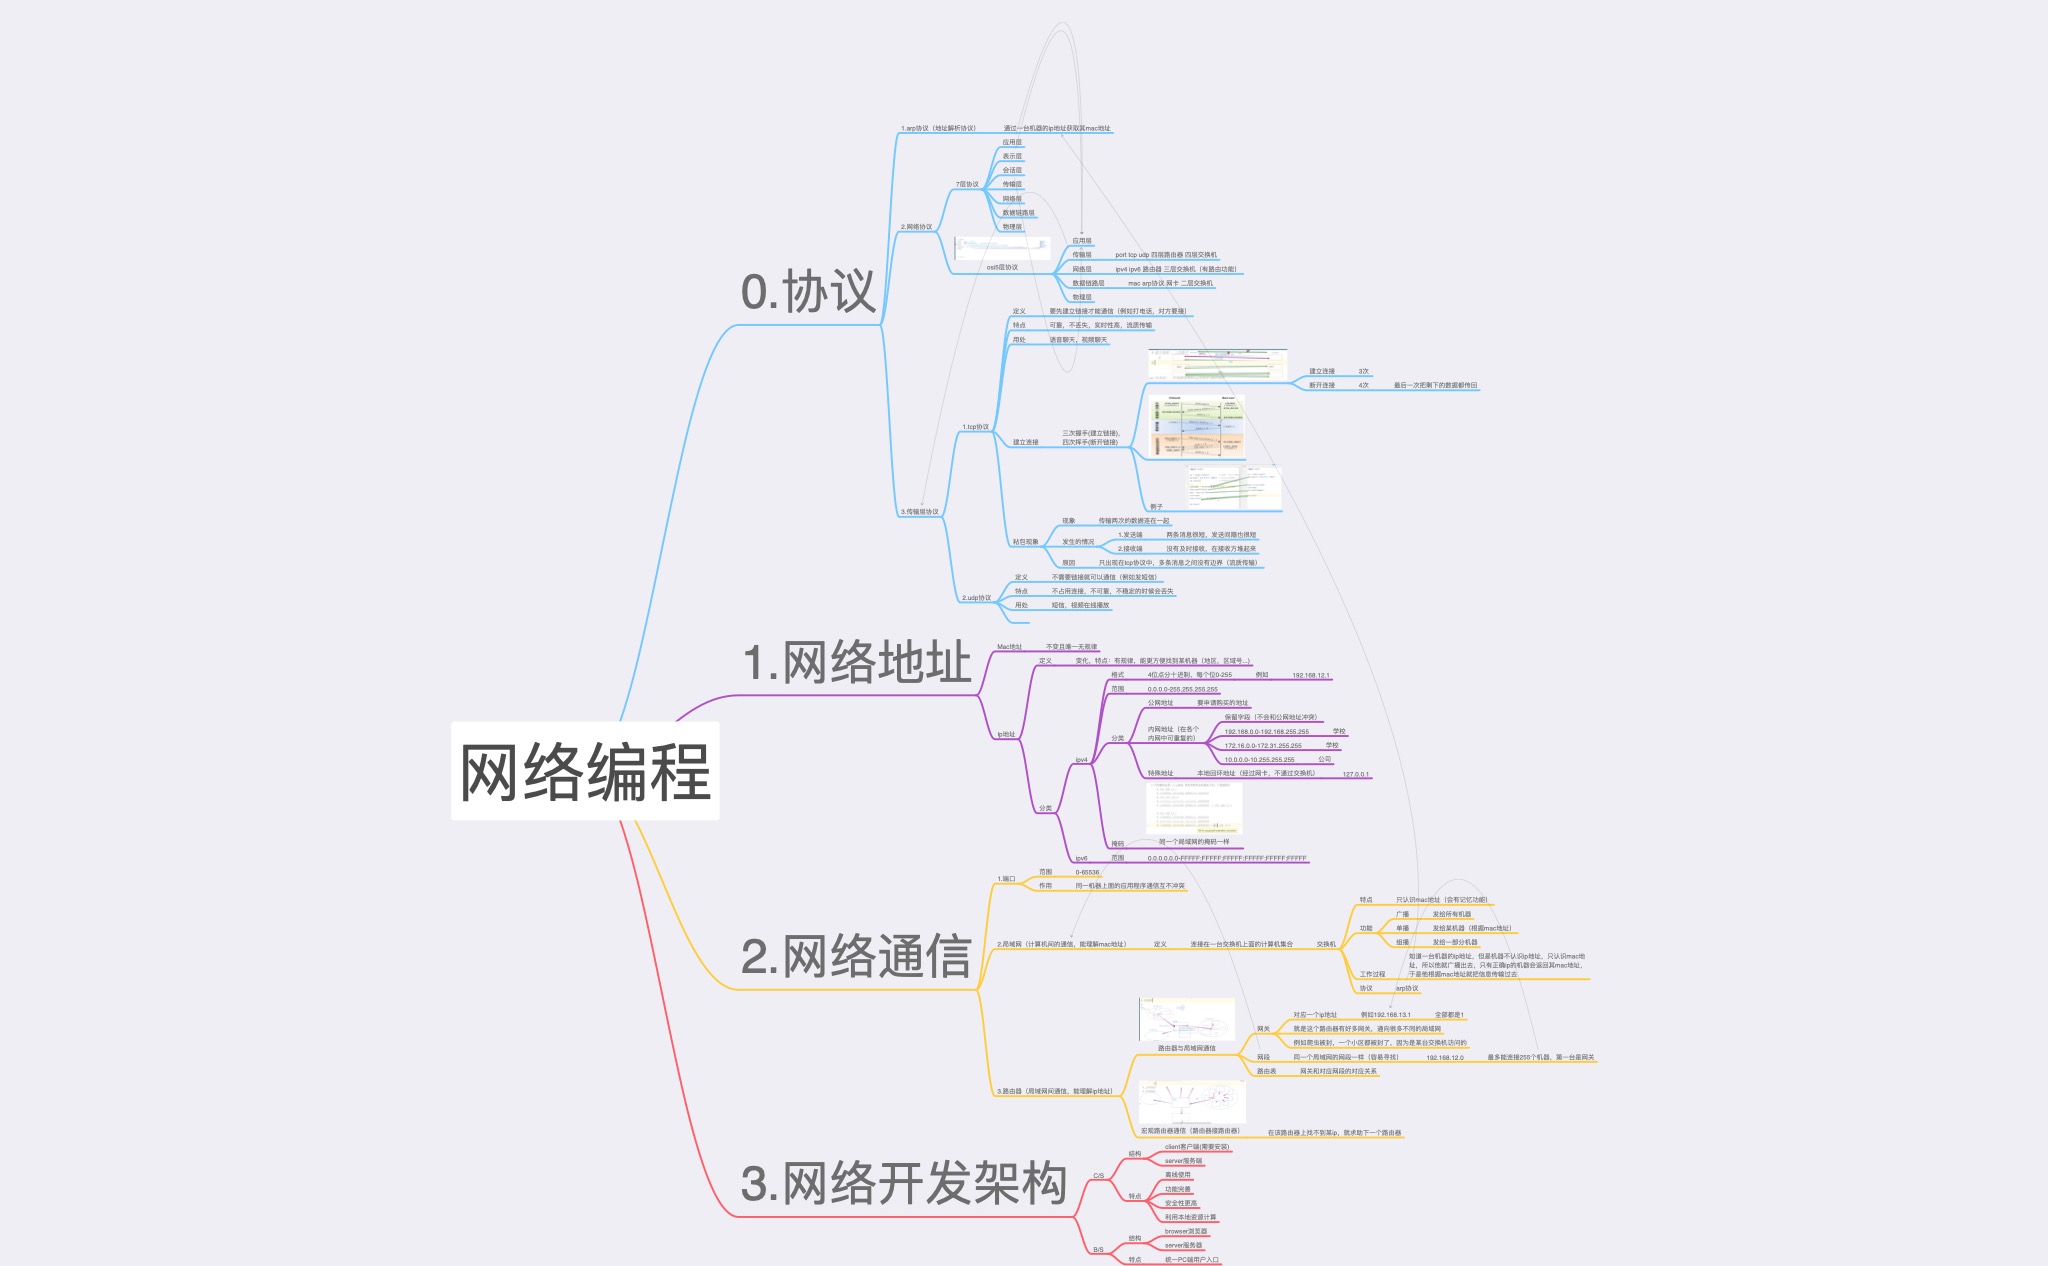 网络编程
0.协议
1.arp协议（地址解析协议）
通过一台机器的ip地址获取其mac地址
2.网络协议
7层协议
应用层
表示层
会话层
传输层
网络层
数据链路层
物理层
osi5层协议
应用层
传输层
port tcp udp 四层路由器 四层交换机
网络层
ipv4 ipv6 路由器 三层交换机（有路由功能）
数据链路层
mac arp协议 网卡 二层交换机
物理层
3.传输层协议
1.tcp协议
定义
要先建立链接才能通信（例如打电话，对方要接）
特点
可靠，不丢失，实时性高，流质传输
用处
语音聊天，视频聊天
建立连接
三次握手(建立链接)，
四次挥手(断开链接)
建立连接
3次
断开连接
4次
最后一次把剩下的数据都传回
例子
粘包现象
现象
传输两次的数据连在一起
发生的情况
1.发送端
两条消息很短，发送间隔也很短
2.接收端
没有及时接收，在接收方堆起来
原因
只出现在tcp协议中，多条消息之间没有边界（流质传输）
2.udp协议
定义
不需要链接就可以通信（例如发短信）
特点
不占用连接，不可靠，不稳定的时候会丢失
用处
短信，视频在线播放
1.网络地址
Mac地址
不变且唯一无规律
ip地址
定义
变化，特点：有规律，能更方便找到某机器（地区，区域号...）
分类
ipv4
格式
4位点分十进制，每个位0-255
例如
192.168.12.1
范围
0.0.0.0-255.255.255.255
分类
公网地址
要申请购买的地址
内网地址（在各个
内网中可重复的）
保留字段（不会和公网地址冲突）
192.168.0.0-192.168.255.255
学校
172.16.0.0-172.31.255.255
学校
10.0.0.0-10.255.255.255
公司
特殊地址
本地回环地址（经过网卡，不通过交换机）
127.0.0.1
掩码
同一个局域网的掩码一样
ipv6
范围
0.0.0.0.0.0-FFFFF:FFFFF:FFFFF:FFFFF:FFFFF:FFFFF
2.网络通信
1.端口
范围
0-65536
作用
同一机器上面的应用程序通信互不冲突
2.局域网（计算机间的通信，能理解mac地址）
定义
连接在一台交换机上面的计算机集合
交换机
特点
只认识mac地址（会有记忆功能）
功能
广播
发给所有机器
单播
发给某机器（根据mac地址）
组播
发给一部分机器
工作过程
知道一台机器的ip地址，但是机器不认识ip地址，只认识mac地
址，所以他就广播出去，只有正确ip的机器会返回其mac地址，
于是他根据mac地址就把信息传输过去
协议
arp协议
3.路由器（局域网间通信，能理解ip地址）
路由器与局域网通信
网关
对应一个ip地址
例如192.168.13.1
全部都是1
就是这个路由器有好多网关，通向很多不同的局域网
例如爬虫被封，一个小区都被封了，因为是某台交换机访问的
网段
同一个局域网的网段一样（容易寻找）
192.168.12.0
最多能连接255个机器，第一台是网关
路由表
网关和对应网段的对应关系
宏观路由器通信（路由器接路由器）
在该路由器上找不到某ip，就求助下一个路由器
3.网络开发架构
C/S
结构
client客户端(需要安装)
server服务端
特点
离线使用
功能完善
安全性更高
利用本地资源计算
B/S
结构
browser浏览器
server服务器
特点
统一PC端用户入口